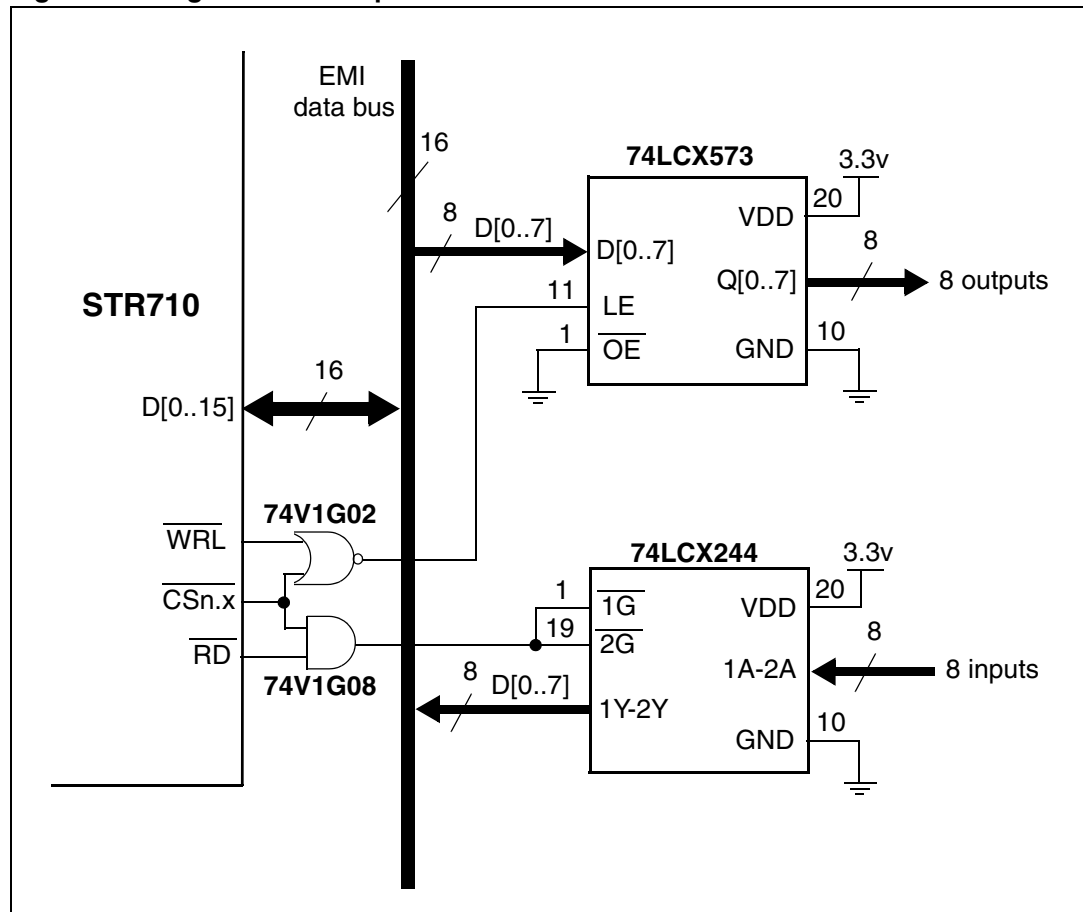 EMI
data bus
16
74LCX573
3.3v
20
VDD
8
D[0..7]
D[0..7]
8
Q[0..7]
8 outputs
11
LE
1
OE
GND
10
STR710
16
D[0..15]
74V1G02
WRL
CSn.x
RD
74V1G08
74LCX244
3.3v
20
VDD
1
1G
19
2G
8
1A-2A
8 inputs
8
D[0..7]
1Y-2Y
GND
10